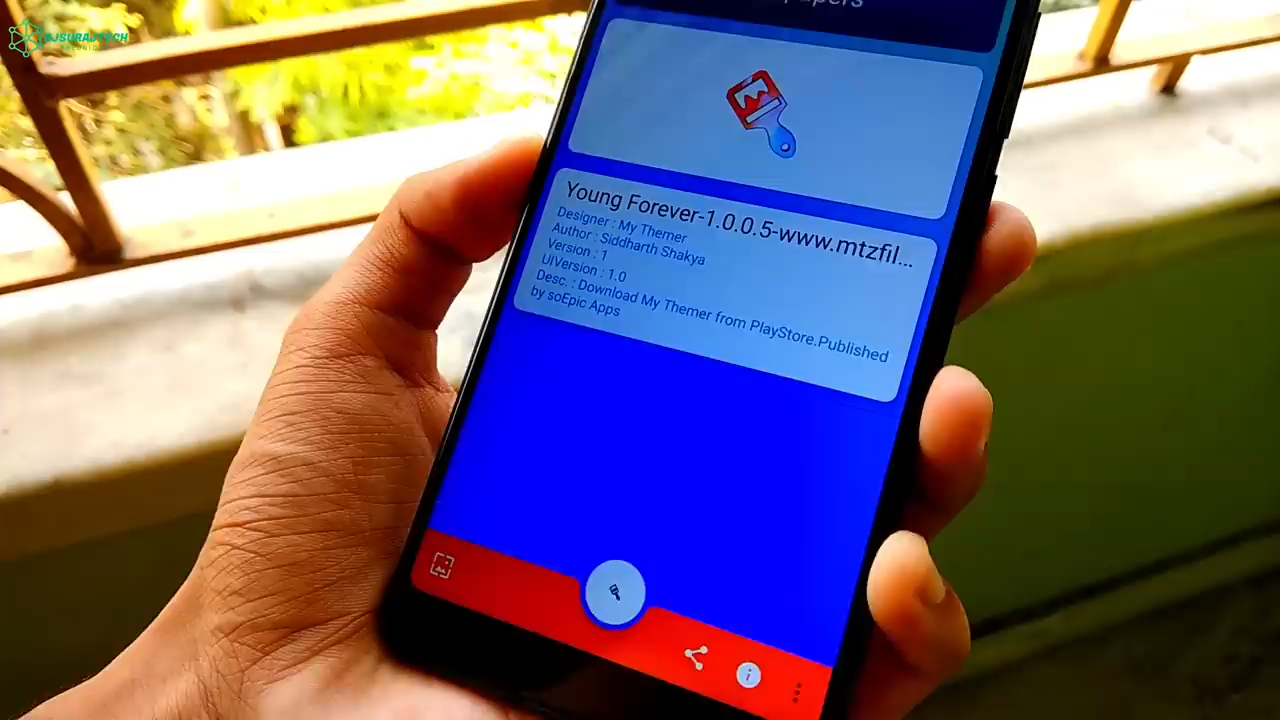 BJSURAJTECH
Young Forever-1.0.0.5-www.mtzfil...
Designer : My Themer
Author : Siddharth Shakya
Version : 1
UIVersion : 1.0
Desc. : Download My Themer from PlayStore.Published
by soEpic Apps